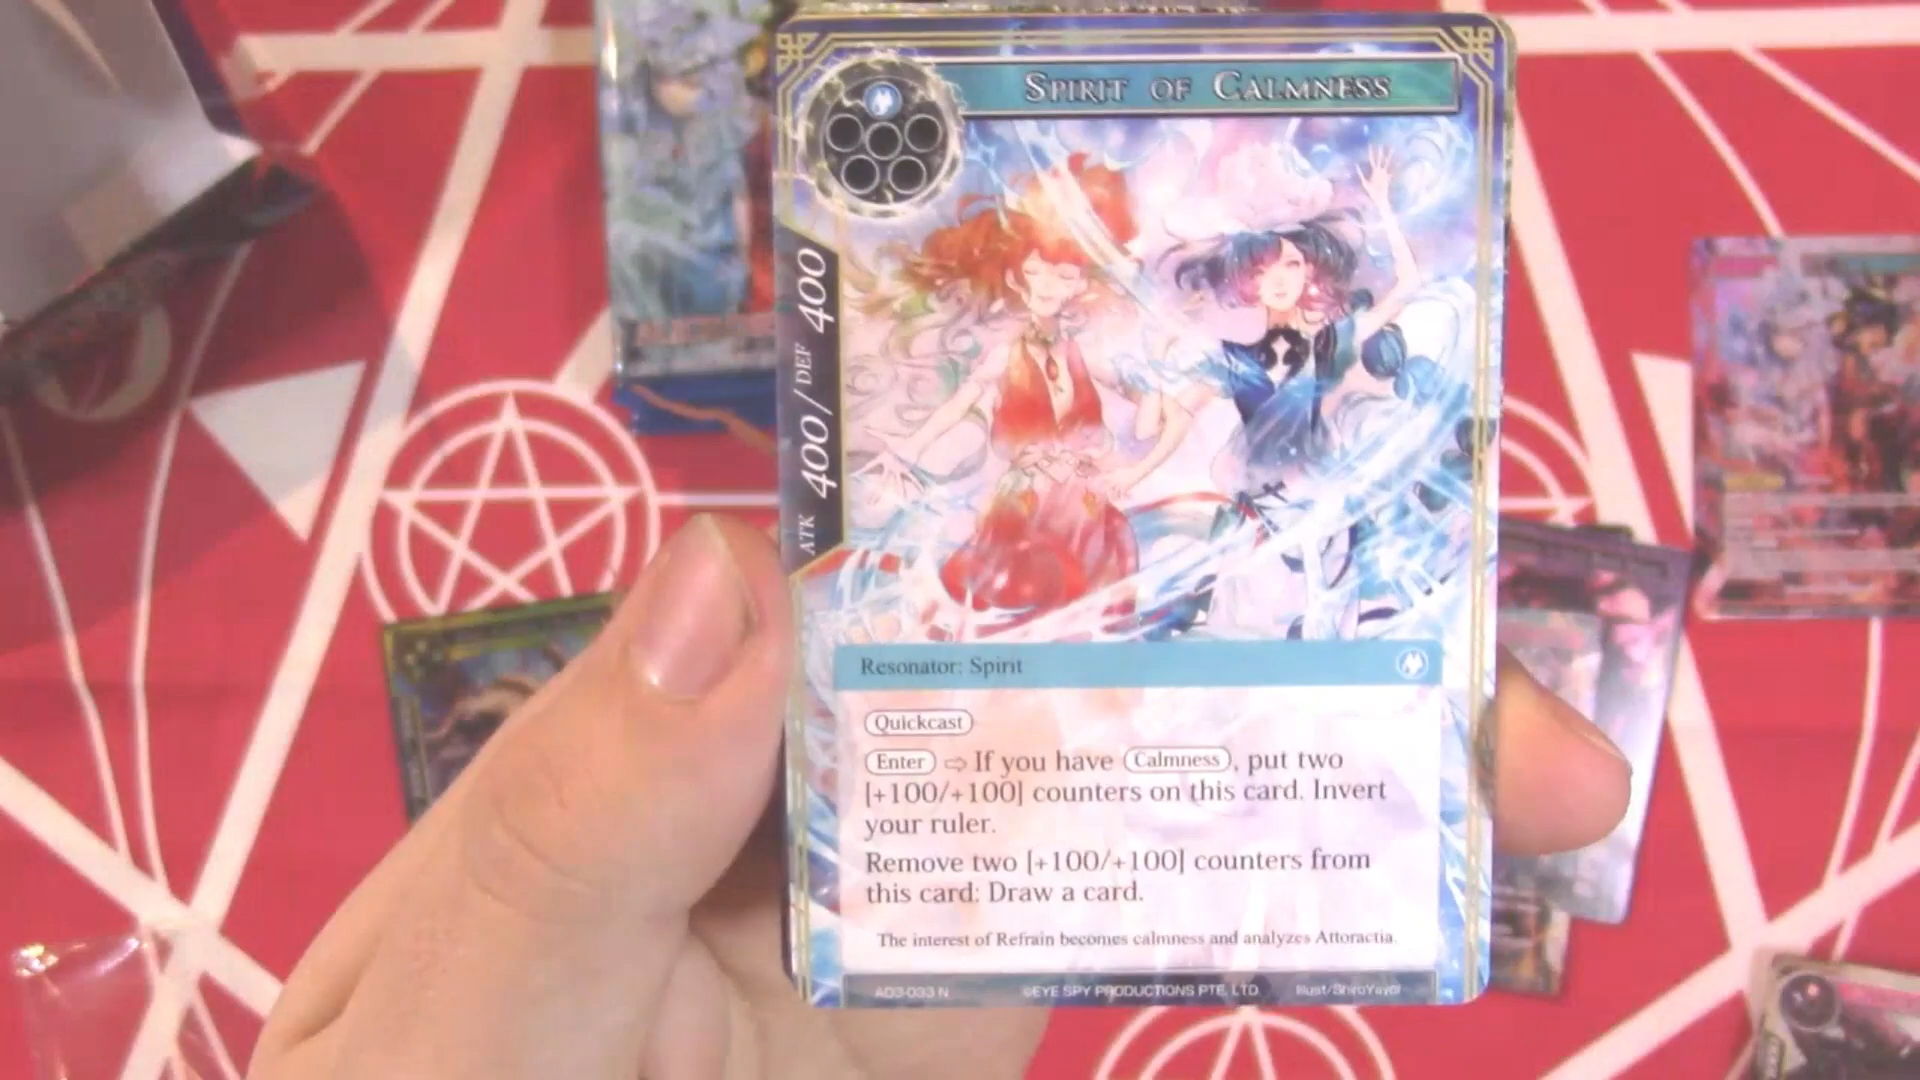 SPIRIT OF CALMNESS
ATK 400 / DEF 400
Resonator: Spirit
Quickcast
Enter ⇨ If you have Calmness, put two
[+100/+100] counters on this card. Invert
your ruler.
Remove two [+100/+100] counters from
this card: Draw a card.
The interest of Refrain becomes calmness and analyzes Attoractia.
AO3-033 N ©EYE SPY PRODUCTIONS PTE. LTD. Illust/ShiroYayoi